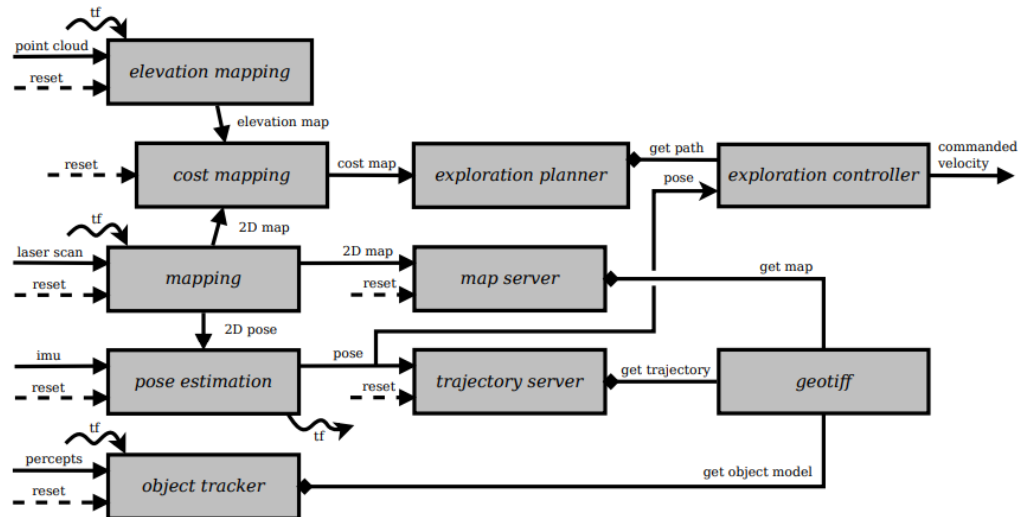 tf
point cloud
elevation mapping
reset
elevation map
reset
cost mapping
cost map
exploration planner
get path
pose
exploration controller
commanded
velocity
tf
2D map
laser scan
mapping
reset
2D map
reset
map server
get map
2D pose
imu
pose estimation
reset
tf
pose
reset
trajectory server
get trajectory
geotiff
tf
percepts
reset
object tracker
get object model